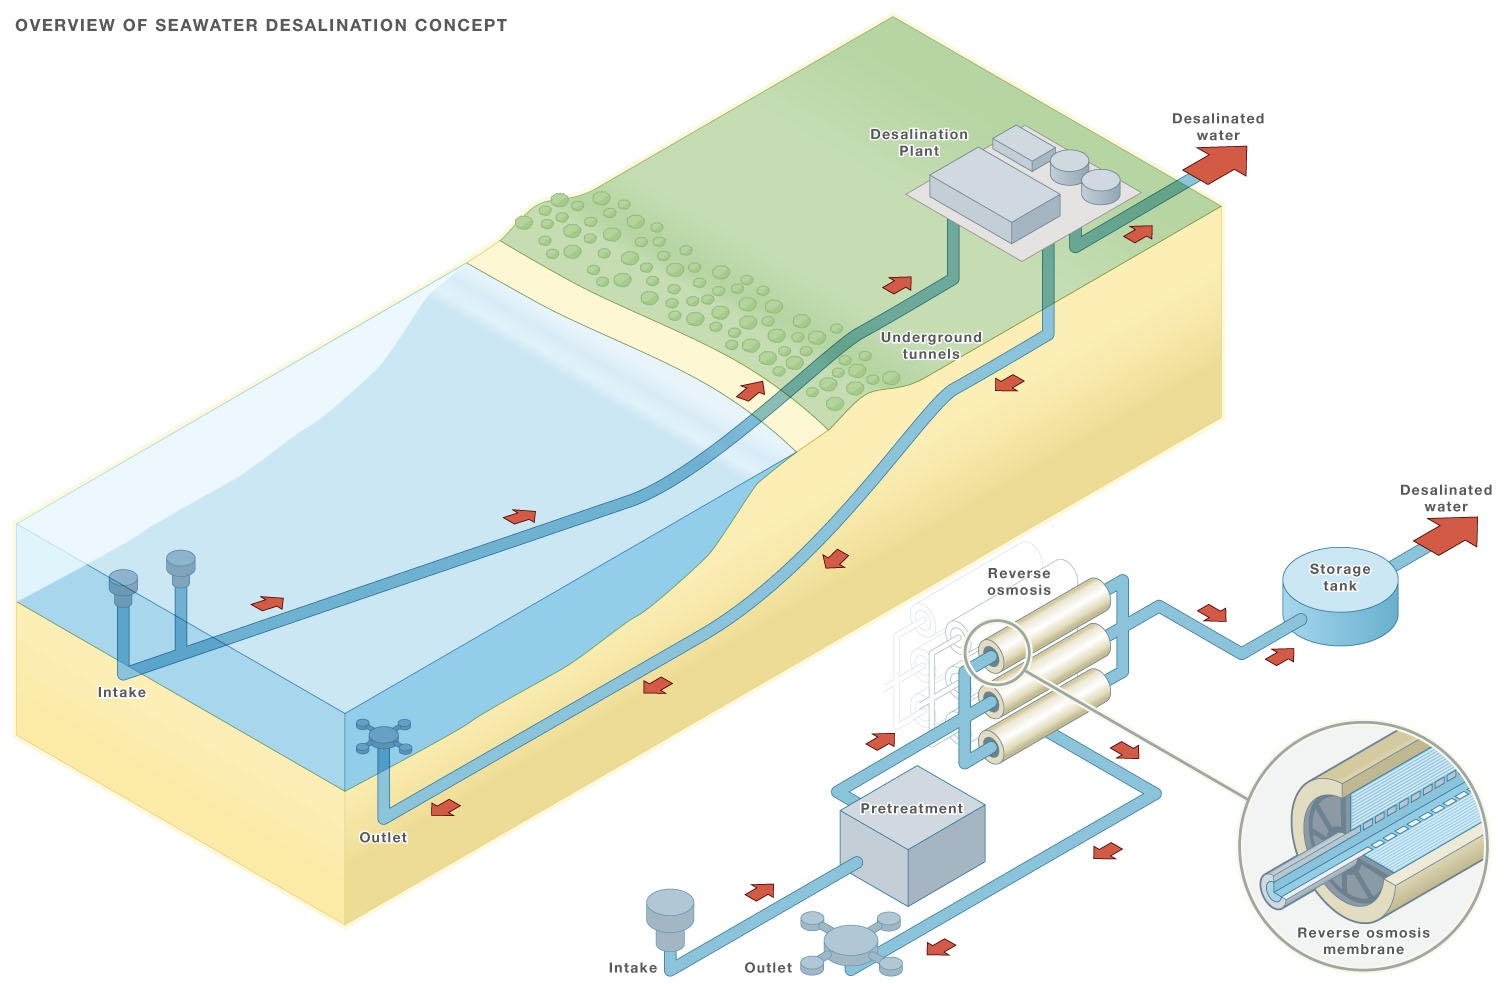 OVERVIEW OF SEAWATER DESALINATION CONCEPT
Desalinated
water
Desalination
Plant
Underground
tunnels
Intake
Outlet
Desalinated
water
Reverse
osmosis
Storage
tank
Pretreatment
Intake
Outlet
Reverse osmosis
membrane